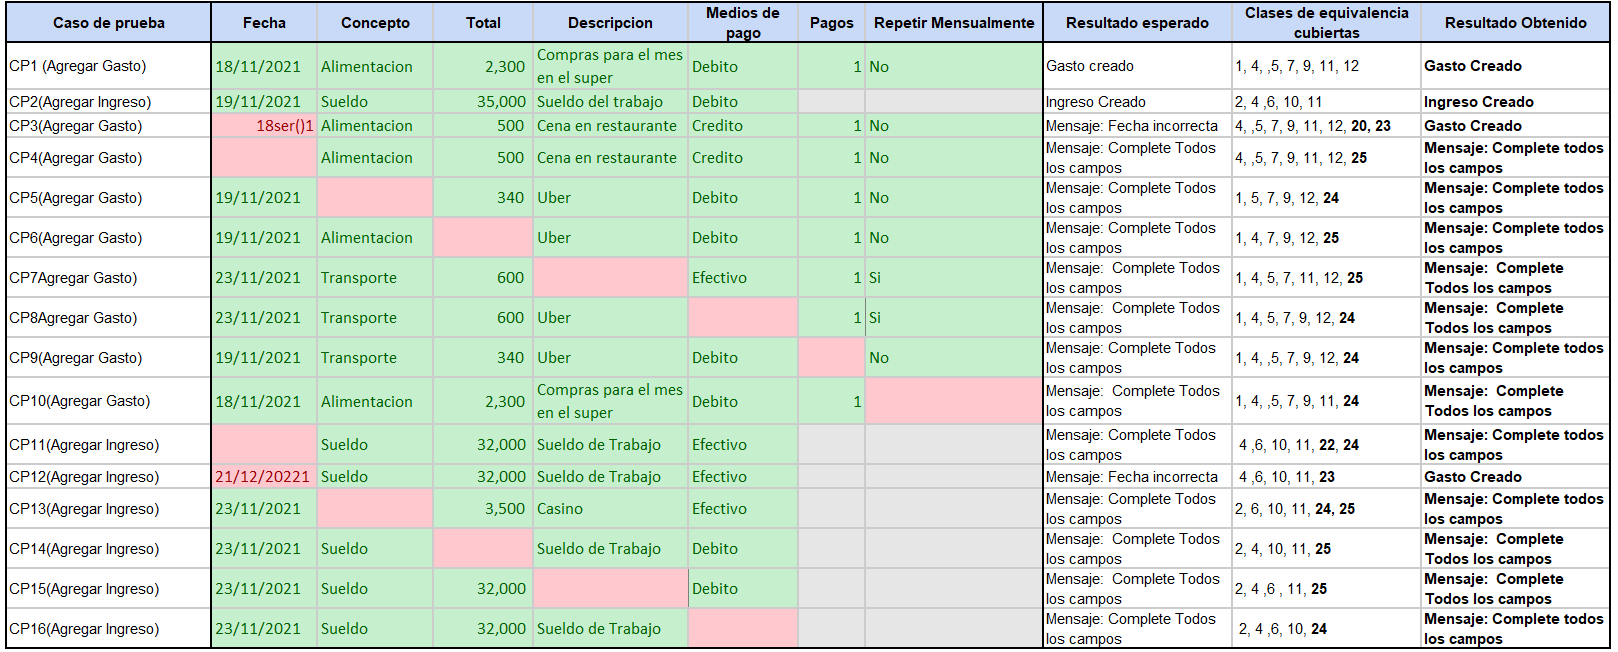 Caso de prueba Fecha Concepto Total Descripcion Medios de pago Pagos Repetir Mensualmente Resultado esperado Clases de equivalencia cubiertas Resultado Obtenido
CP1 (Agregar Gasto) 18/11/2021 Alimentacion 2,300 Compras para el mes en el super Debito 1 No Gasto creado 1, 4, ,5, 7, 9, 11, 12 Gasto Creado
CP2(Agregar Ingreso) 19/11/2021 Sueldo 35,000 Sueldo del trabajo Debito Ingreso Creado 2, 4 ,6, 10, 11 Ingreso Creado
CP3(Agregar Gasto) 18ser()1 Alimentacion 500 Cena en restaurante Credito 1 No Mensaje: Fecha incorrecta 4, ,5, 7, 9, 11, 12, 20, 23 Gasto Creado
CP4(Agregar Gasto) Alimentacion 500 Cena en restaurante Credito 1 No Mensaje: Complete Todos los campos 4, ,5, 7, 9, 11, 12, 25 Mensaje: Complete todos los campos
CP5(Agregar Gasto) 19/11/2021 340 Uber Debito 1 No Mensaje: Complete Todos los campos 1, 5, 7, 9, 12, 24 Mensaje: Complete todos los campos
CP6(Agregar Gasto) 19/11/2021 Alimentacion Uber Debito 1 No Mensaje: Complete Todos los campos 1, 4, 7, 9, 12, 25 Mensaje: Complete todos los campos
CP7Agregar Gasto) 23/11/2021 Transporte 600 Efectivo 1 Si Mensaje:  Complete Todos los campos 1, 4, 5, 7, 11, 12, 25 Mensaje:  Complete Todos los campos
CP8Agregar Gasto) 23/11/2021 Transporte 600 Uber 1 Si Mensaje:  Complete Todos los campos 1, 4, 5, 7, 9, 12, 24 Mensaje:  Complete Todos los campos
CP9(Agregar Gasto) 19/11/2021 Transporte 340 Uber Debito No Mensaje: Complete Todos los campos 1, 4, ,5, 7, 9, 12, 24 Mensaje: Complete todos los campos
CP10(Agregar Gasto) 18/11/2021 Alimentacion 2,300 Compras para el mes en el super Debito 1 Mensaje:  Complete Todos los campos 1, 4, ,5, 7, 9, 11, 24 Mensaje:  Complete Todos los campos
CP11(Agregar Ingreso) Sueldo 32,000 Sueldo de Trabajo Efectivo Mensaje: Complete Todos los campos 4 ,6, 10, 11, 22, 24 Mensaje: Complete todos los campos
CP12(Agregar Ingreso) 21/12/20221 Sueldo 32,000 Sueldo de Trabajo Efectivo Mensaje: Fecha incorrecta 4 ,6, 10, 11, 23 Gasto Creado
CP13(Agregar Ingreso) 23/11/2021 3,500 Casino Efectivo Mensaje: Complete Todos los campos 2, 6, 10, 11, 24, 25 Mensaje: Complete todos los campos
CP14(Agregar Ingreso) 23/11/2021 Sueldo Sueldo de Trabajo Debito Mensaje:  Complete Todos los campos 2, 4, 10, 11, 25 Mensaje:  Complete Todos los campos
CP15(Agregar Ingreso) 23/11/2021 Sueldo 32,000 Debito Mensaje:  Complete Todos los campos 2, 4 ,6 , 11, 25 Mensaje:  Complete Todos los campos
CP16(Agregar Ingreso) 23/11/2021 Sueldo 32,000 Sueldo de Trabajo Mensaje: Complete Todos los campos 2, 4 ,6, 10, 24 Mensaje: Complete todos los campos